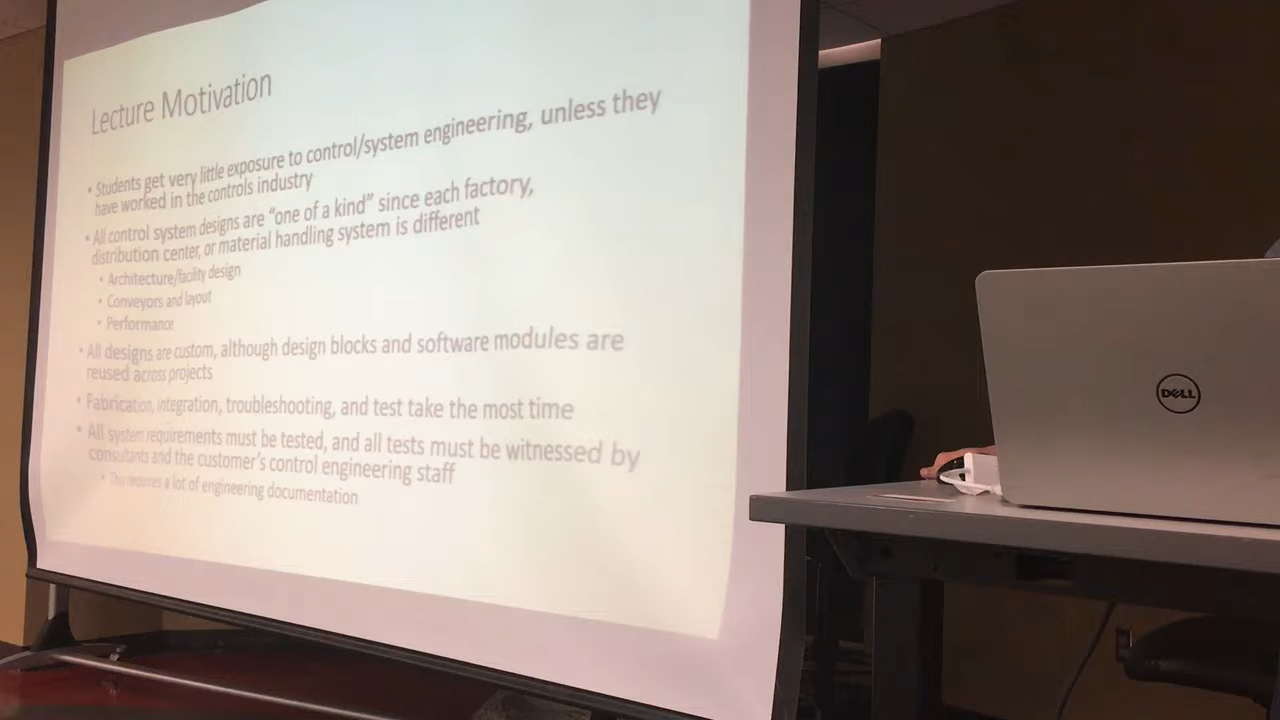 Lecture Motivation
• Students get very little exposure to control/system engineering, unless they
have worked in the controls industry
• All control system designs are “one of a kind” since each factory,
distribution center, or material handling system is different
• Architecture/facility design
• Conveyors and layout
• Performance
• All designs are custom, although design blocks and software modules are
reused across projects
• Fabrication, integration, troubleshooting, and test take the most time
• All system requirements must be tested, and all tests must be witnessed by
consultants and the customer’s control engineering staff
• This requires a lot of engineering documentation
DELL